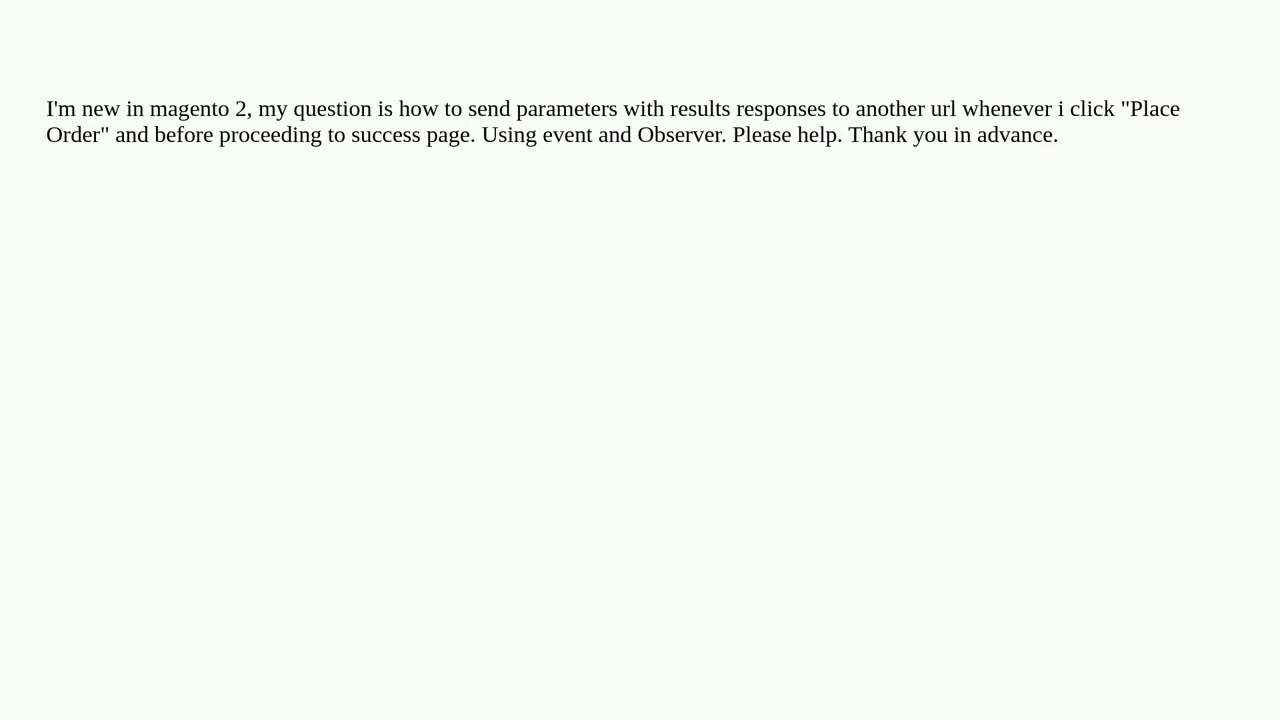 I'm new in magento 2, my question is how to send parameters with results responses to another url whenever i click "Place
Order" and before proceeding to success page. Using event and Observer. Please help. Thank you in advance.